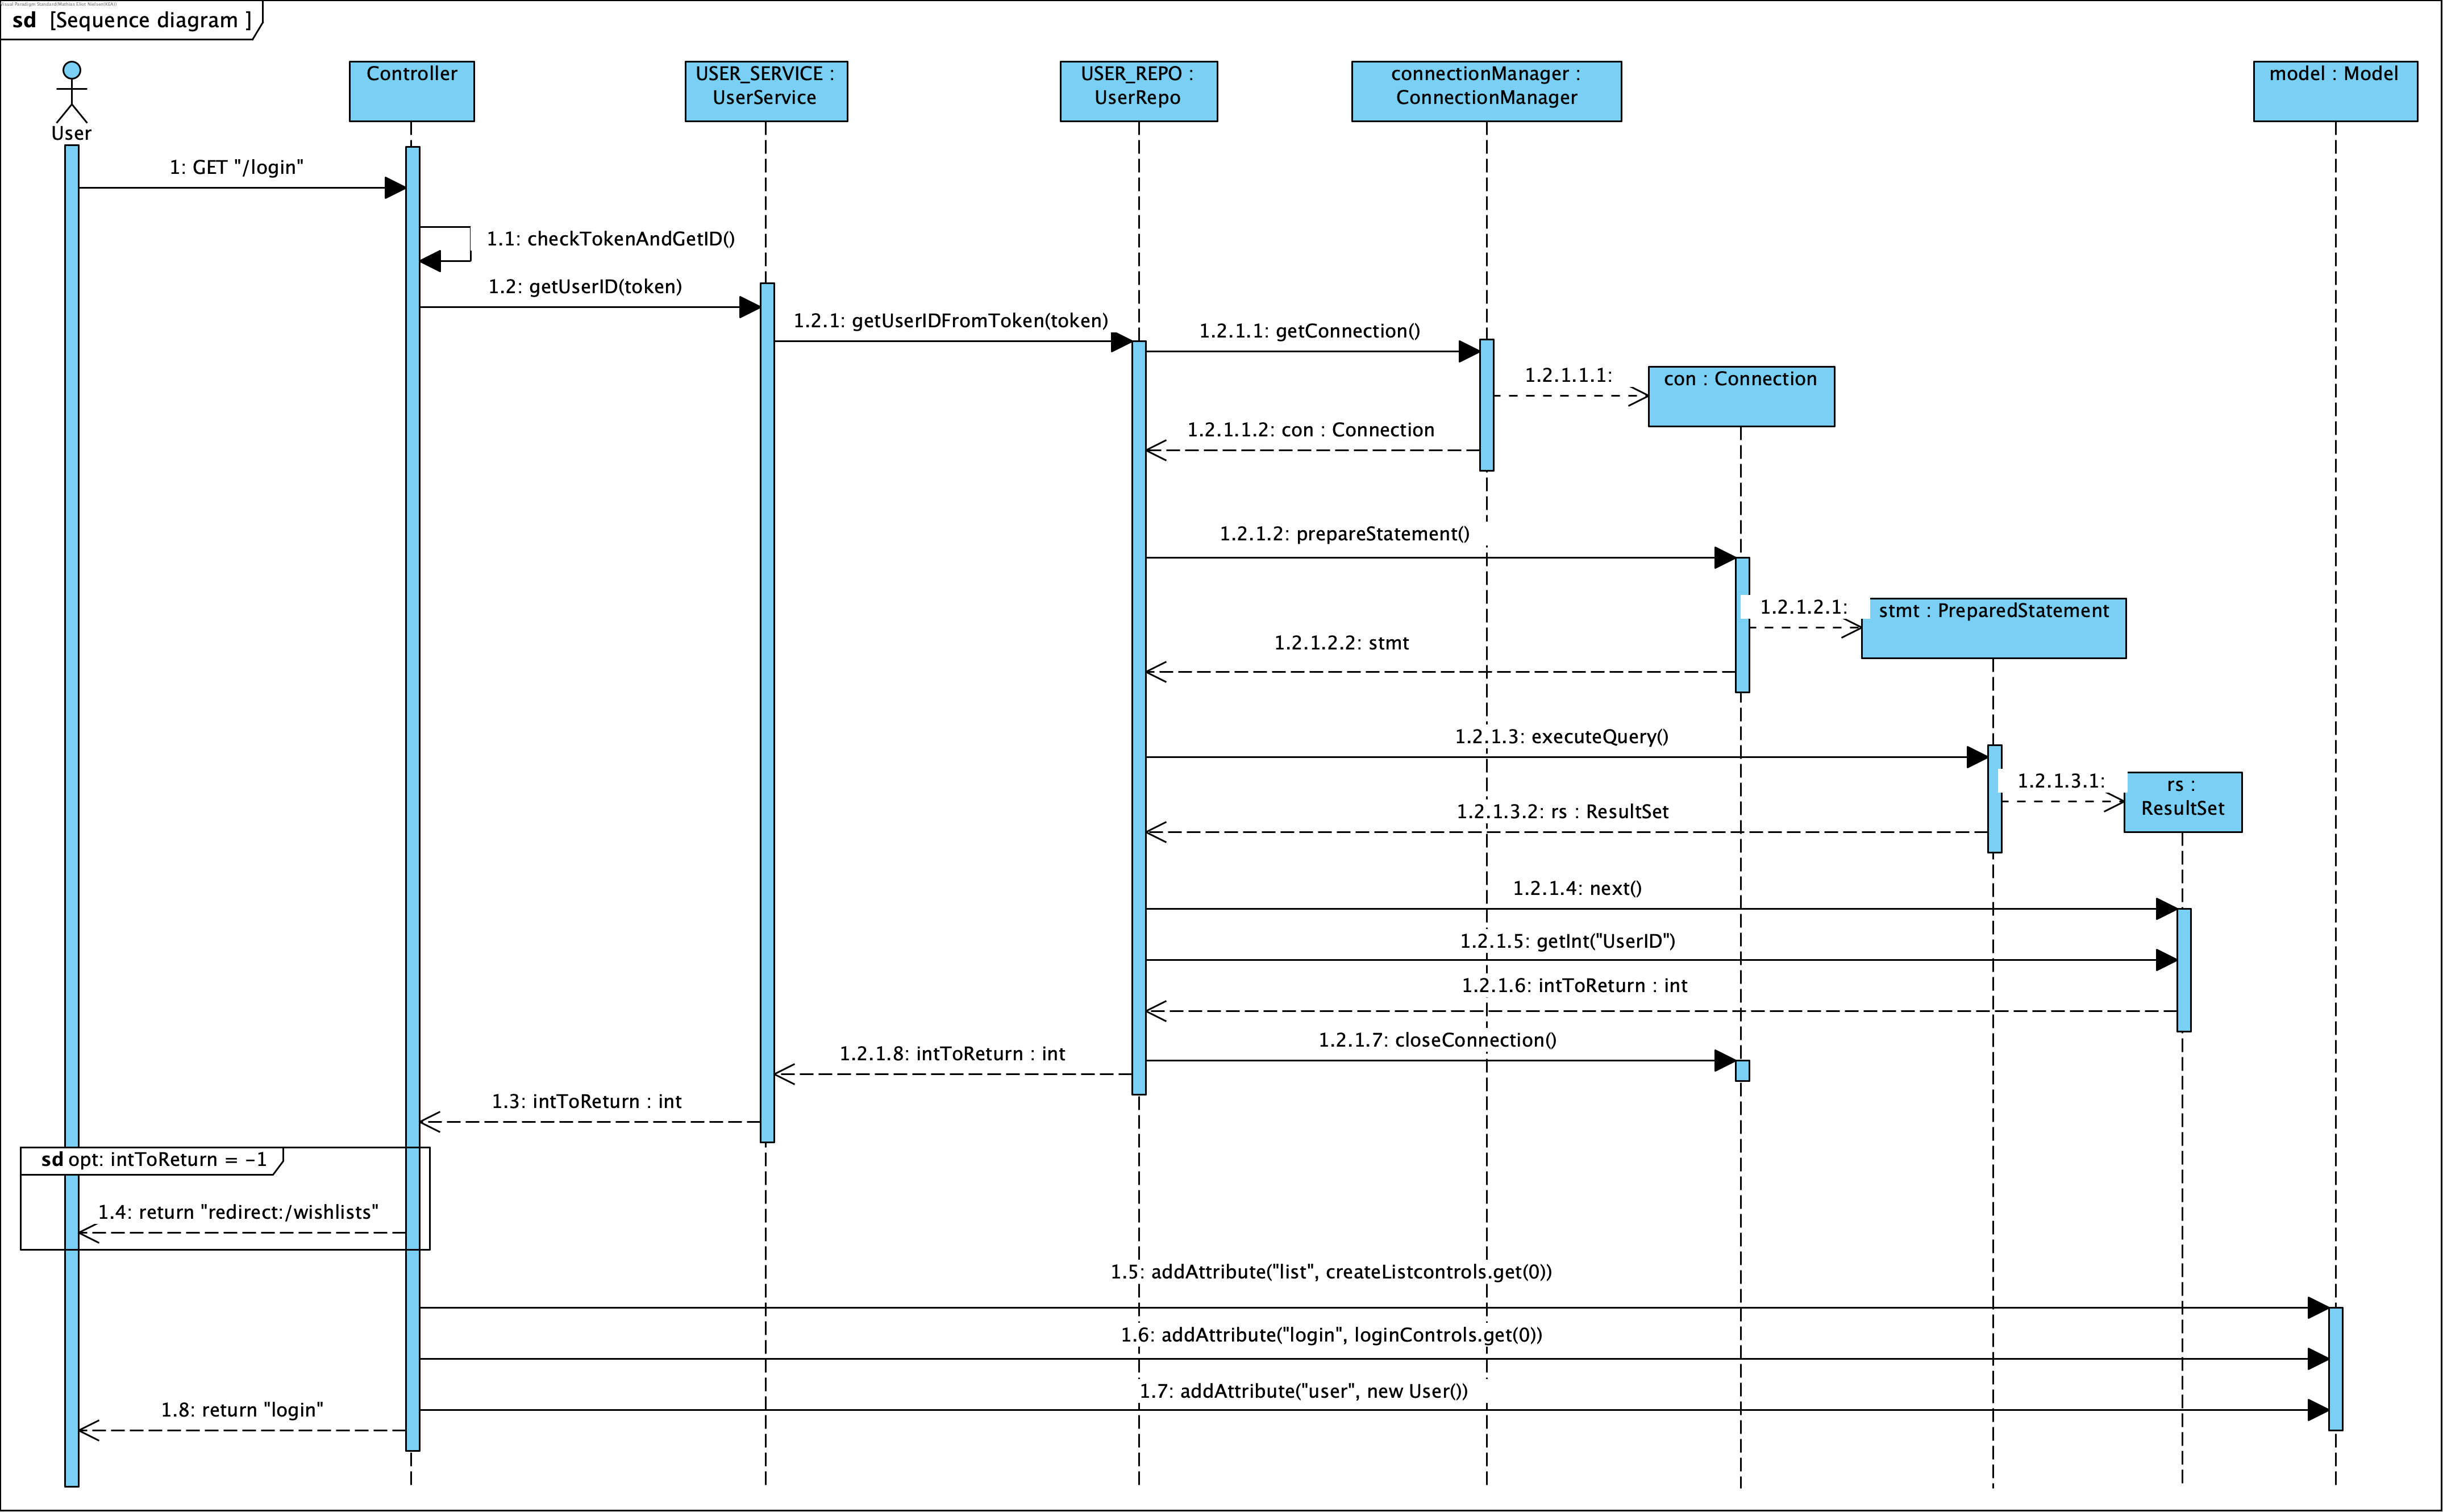 Visual Paradigm Standard(Mathias Elon Nielsen(KEA))
sd [Sequence diagram ]
User
Controller
USER_SERVICE :
UserService
USER_REPO :
UserRepo
connectionManager :
ConnectionManager
model : Model
1: GET "/login"
1.1: checkTokenAndGetID()
1.2: getUserID(token)
1.2.1: getUserIDFromToken(token)
1.2.1.1: getConnection()
1.2.1.1.1:
con : Connection
1.2.1.1.2: con : Connection
1.2.1.2: prepareStatement()
1.2.1.2.1:
stmt : PreparedStatement
1.2.1.2.2: stmt
1.2.1.3: executeQuery()
1.2.1.3.1:
rs :
ResultSet
1.2.1.3.2: rs : ResultSet
1.2.1.4: next()
1.2.1.5: getInt("UserID")
1.2.1.6: intToReturn : int
1.2.1.7: closeConnection()
1.2.1.8: intToReturn : int
1.3: intToReturn : int
sd opt: intToReturn = -1
1.4: return "redirect:/wishlists"
1.5: addAttribute("list", createListcontrols.get(0))
1.6: addAttribute("login", loginControls.get(0))
1.7: addAttribute("user", new User())
1.8: return "login"